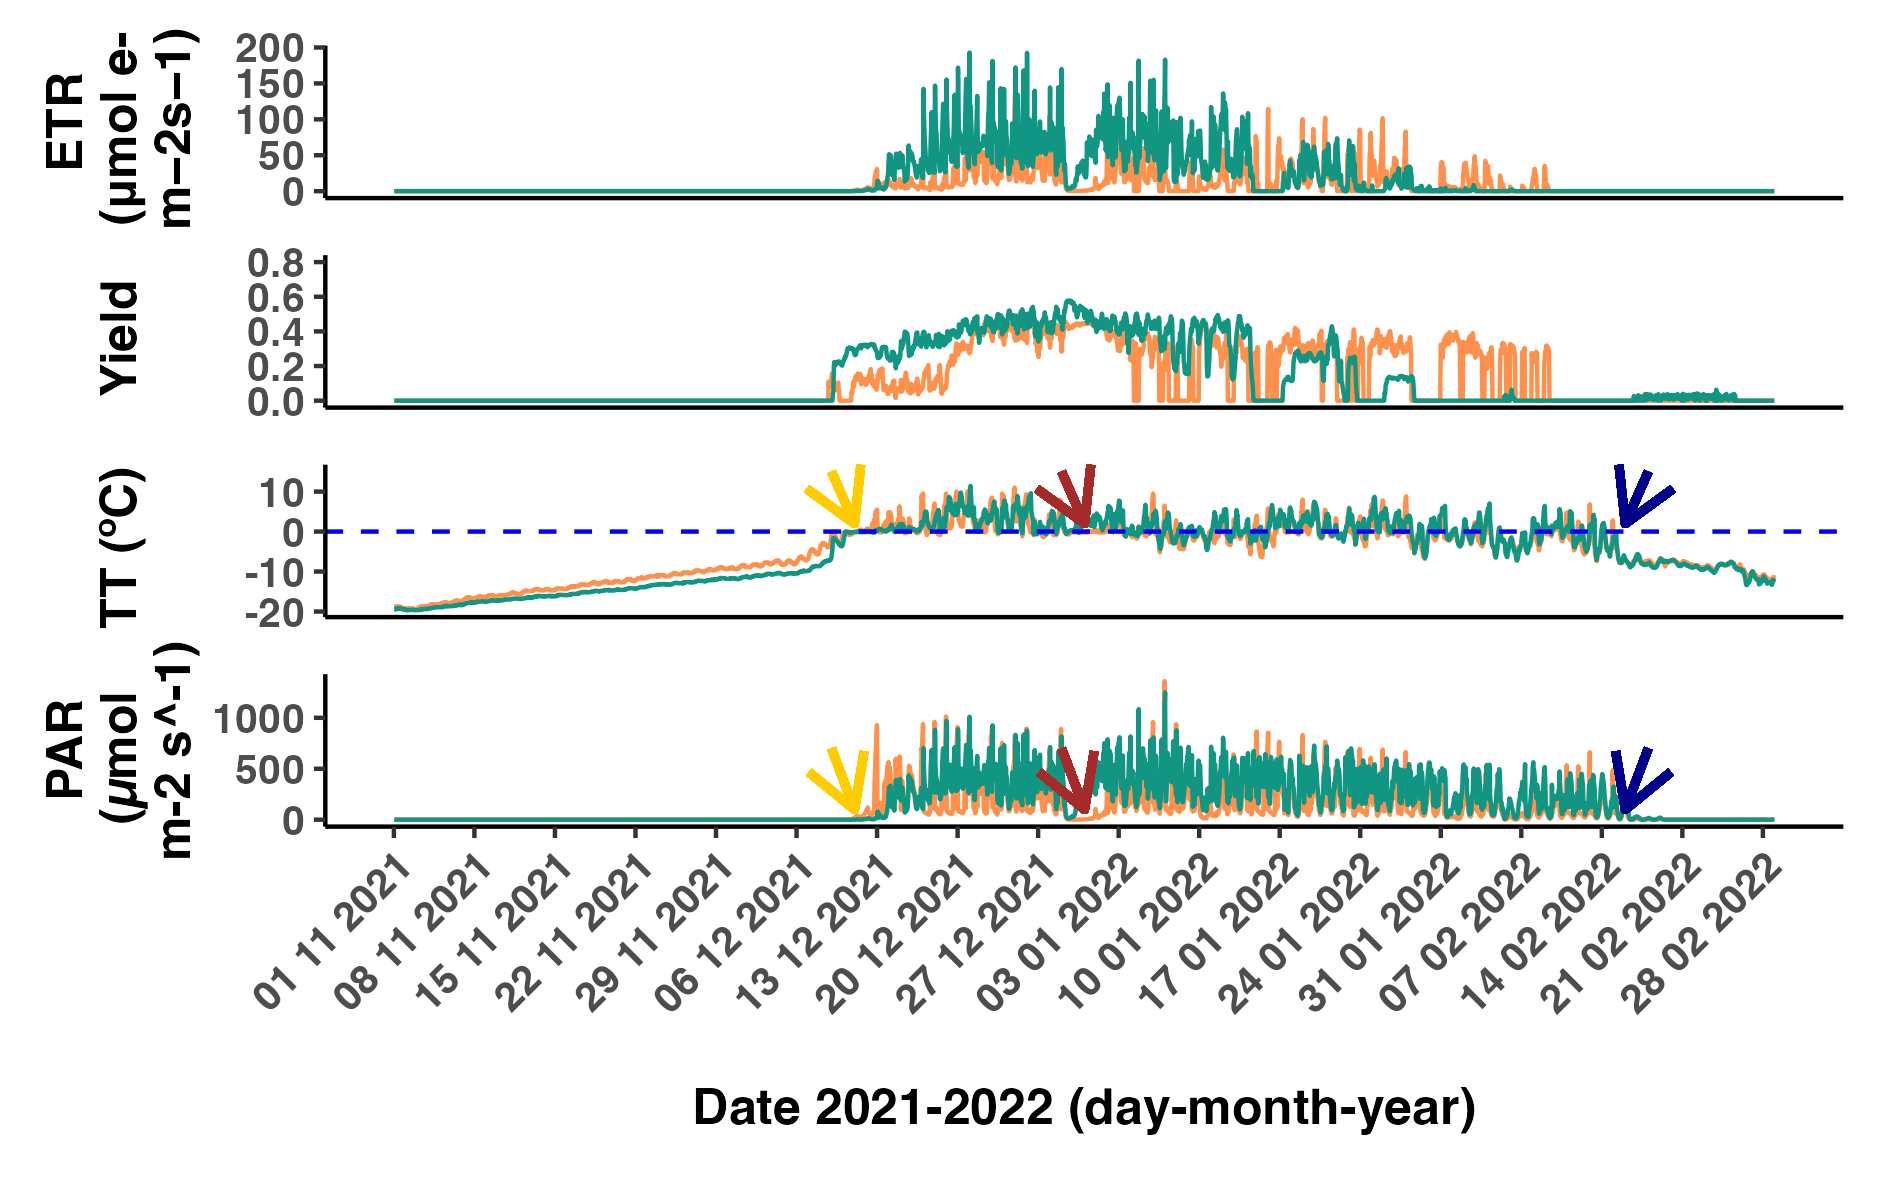 ETR
(µmol e-
m−2s−1)
200
150
100
50
0
Yield
0.8
0.6
0.4
0.2
0.0
TT (ºC)
10
0
-10
-20
PAR
(µmol
m-2 s^-1)
1000
500
0
01 11 2021
08 11 2021
15 11 2021
22 11 2021
29 11 2021
06 12 2021
13 12 2021
20 12 2021
27 12 2021
03 01 2022
10 01 2022
17 01 2022
24 01 2022
31 01 2022
07 02 2022
14 02 2022
21 02 2022
28 02 2022
Date 2021-2022 (day-month-year)